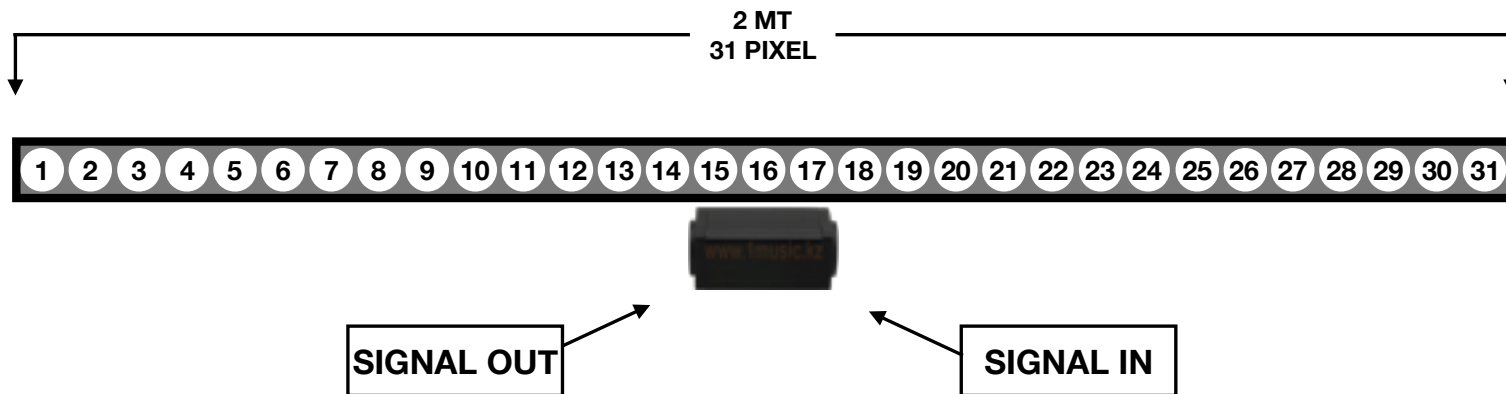 2 MT
31 PIXEL
1 2 3 4 5 6 7 8 9 10 11 12 13 14 15 16 17 18 19 20 21 22 23 24 25 26 27 28 29 30 31
www.1music.kz
SIGNAL OUT
SIGNAL IN